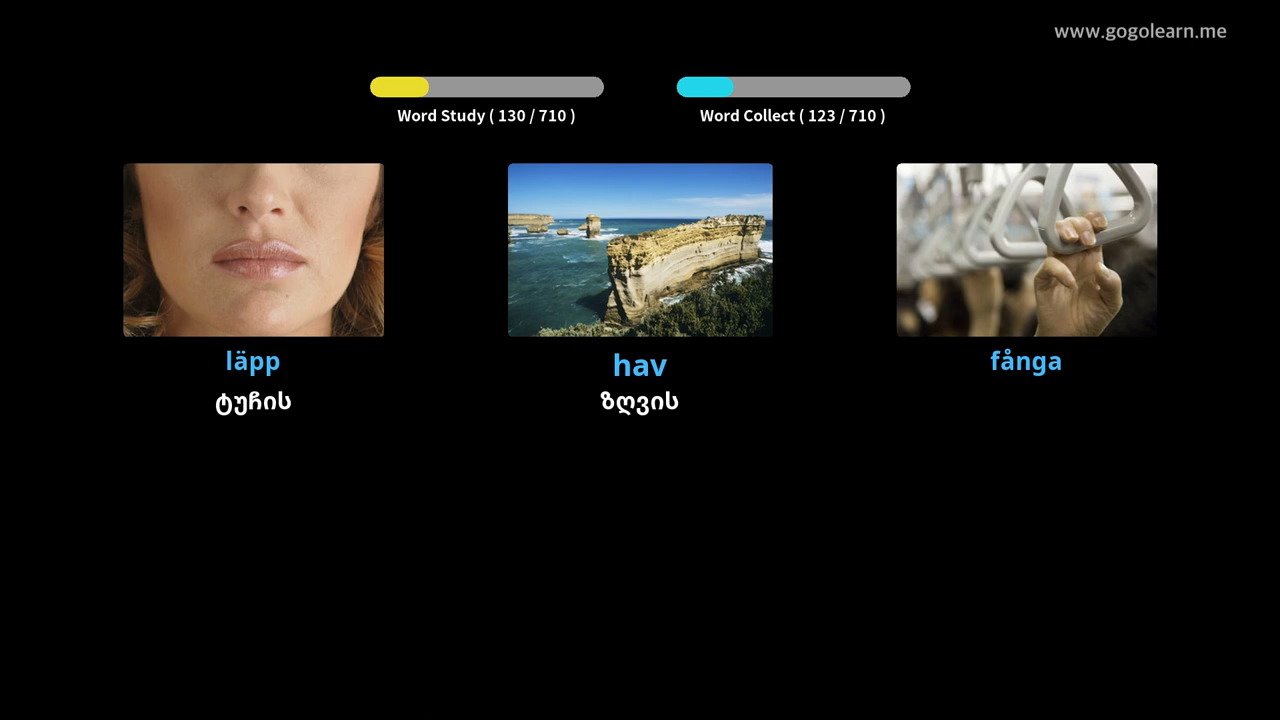 www.gogolearn.me
Word Study ( 130 / 710 )
Word Collect ( 123 / 710 )
läpp
hav
fånga
ტუჩის
ზღვის